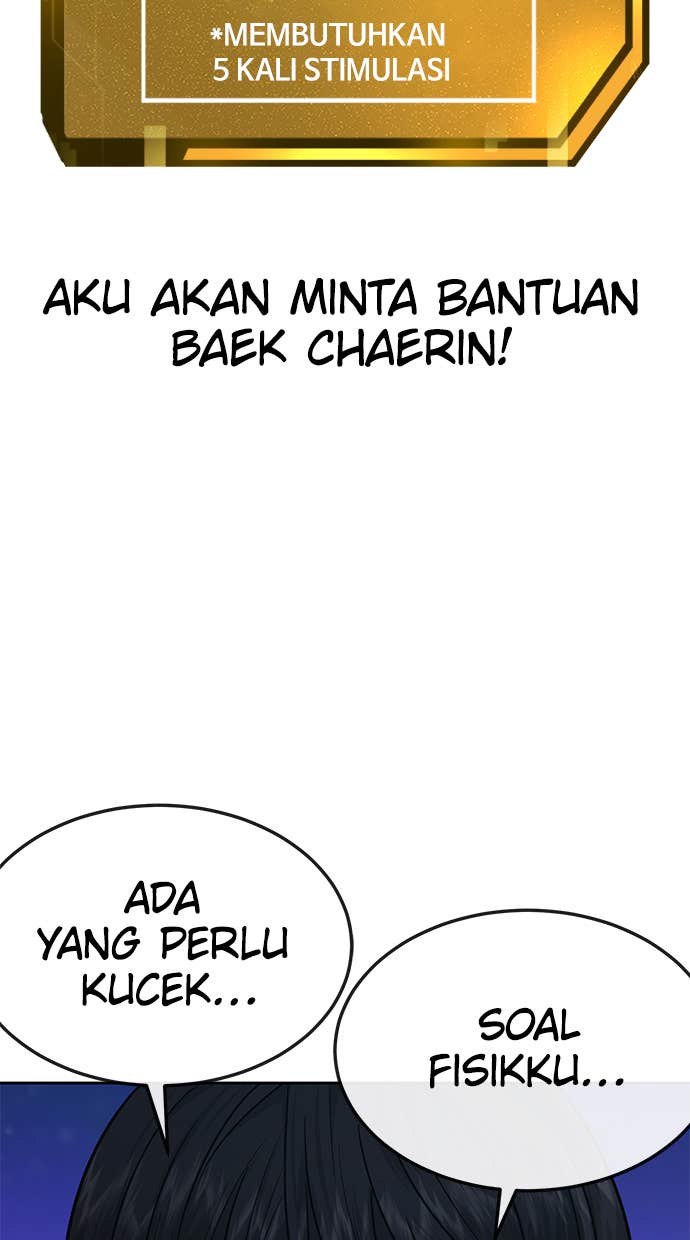 *MEMBUTUHKAN
5 KALI STIMULASI
AKU AKAN MINTA BANTUAN
BAEK CHAERIN!
ADA
YANG PERLU
KUCEK...
SOAL
FISIKKU...